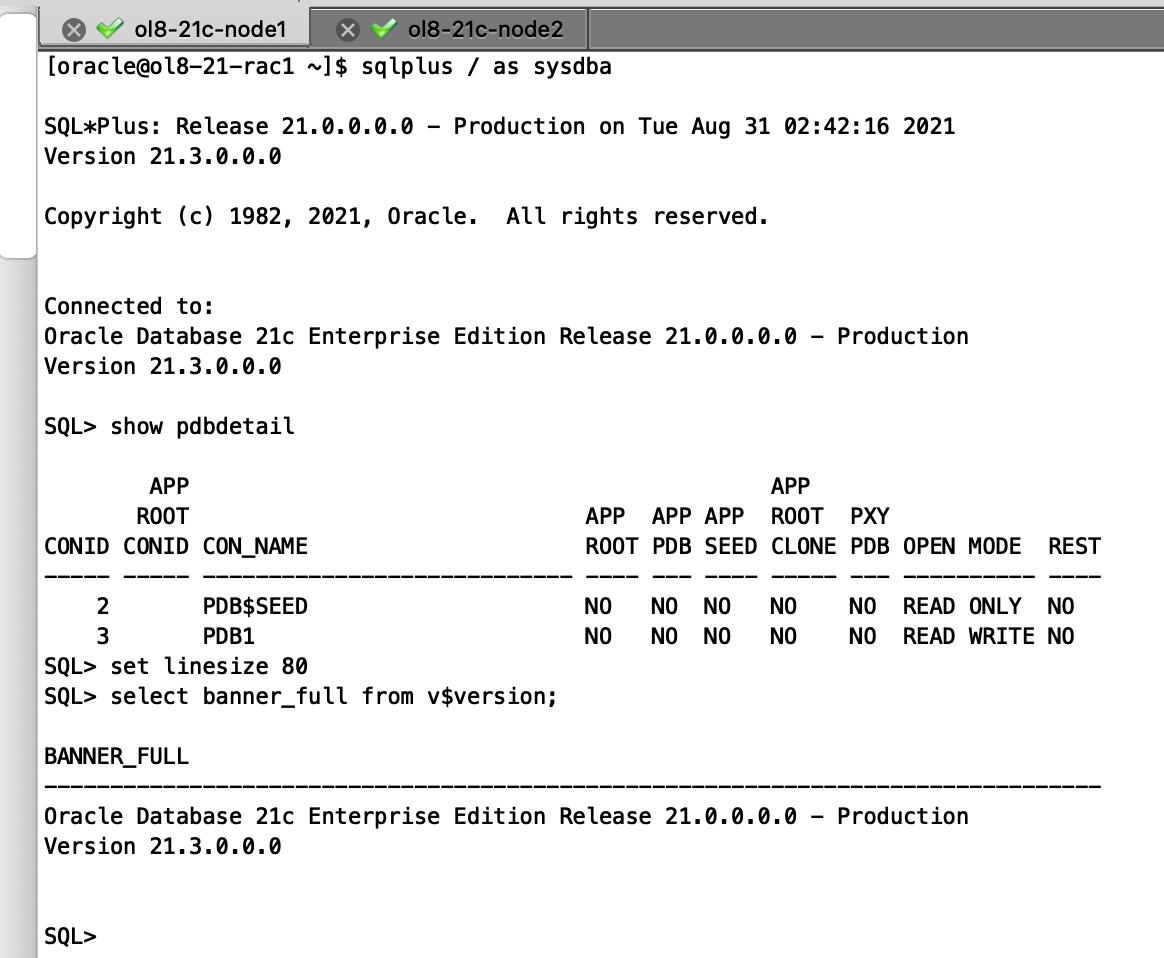 ol8-21c-node1 ol8-21c-node2
[oracle@ol8-21-rac1 ~]$ sqlplus / as sysdba
SQL*Plus: Release 21.0.0.0.0 - Production on Tue Aug 31 02:42:16 2021
Version 21.3.0.0.0
Copyright (c) 1982, 2021, Oracle.  All rights reserved.
Connected to:
Oracle Database 21c Enterprise Edition Release 21.0.0.0.0 - Production
Version 21.3.0.0.0
SQL> show pdbdetail
        APP                                            APP
       ROOT                              APP  APP APP  ROOT  PXY
CONID CONID CON_NAME                     ROOT PDB SEED CLONE PDB OPEN MODE  REST
----- ----- ---------------------------- ---- --- ---- ----- --- ---------- ----
    2       PDB$SEED                     NO   NO  NO   NO    NO  READ ONLY  NO
    3       PDB1                         NO   NO  NO   NO    NO  READ WRITE NO
SQL> set linesize 80
SQL> select banner_full from v$version;
BANNER_FULL
--------------------------------------------------------------------------------
Oracle Database 21c Enterprise Edition Release 21.0.0.0.0 - Production
Version 21.3.0.0.0
SQL>